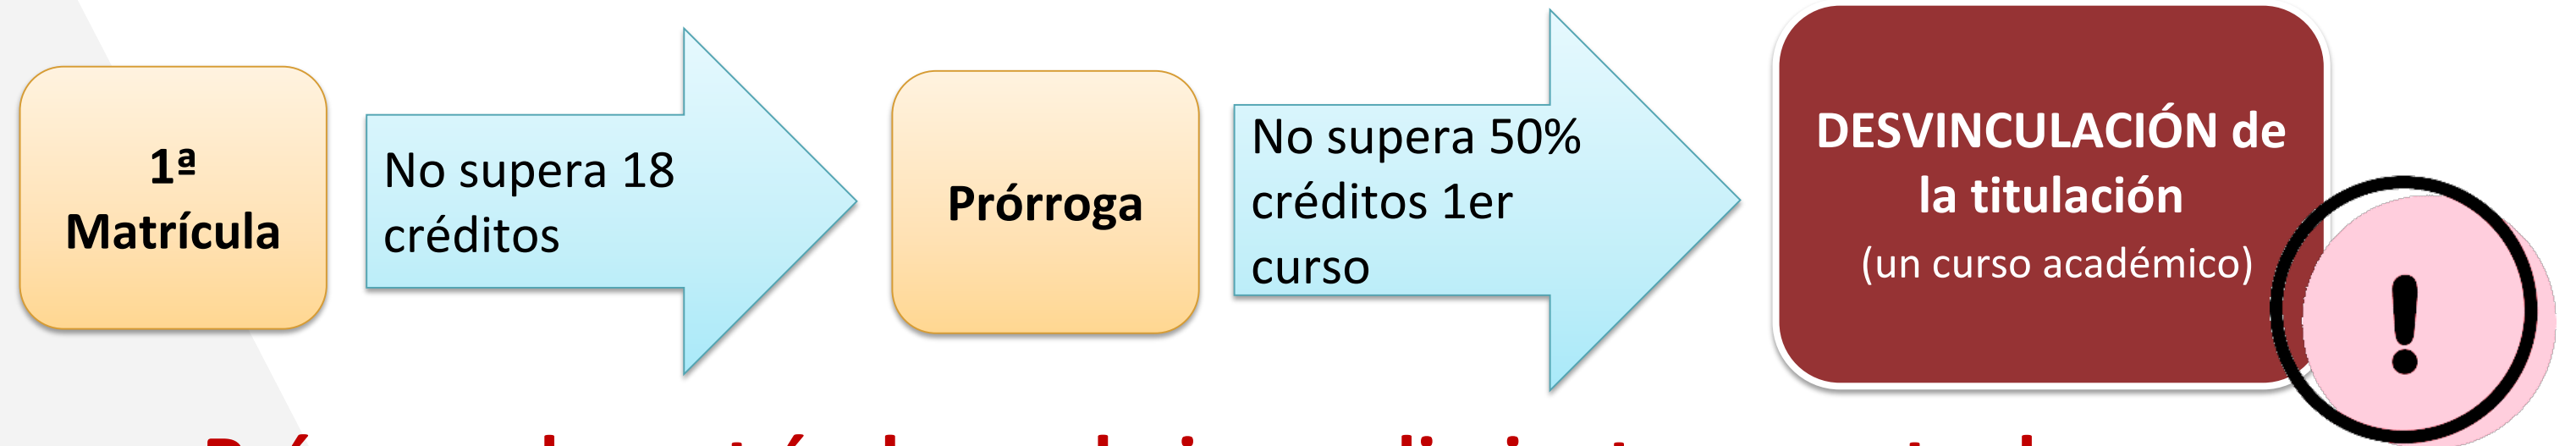 1ª
Matrícula
No supera 18
créditos
Prórroga
No supera 50%
créditos 1er
curso
DESVINCULACIÓN de
la titulación
(un curso académico)
!